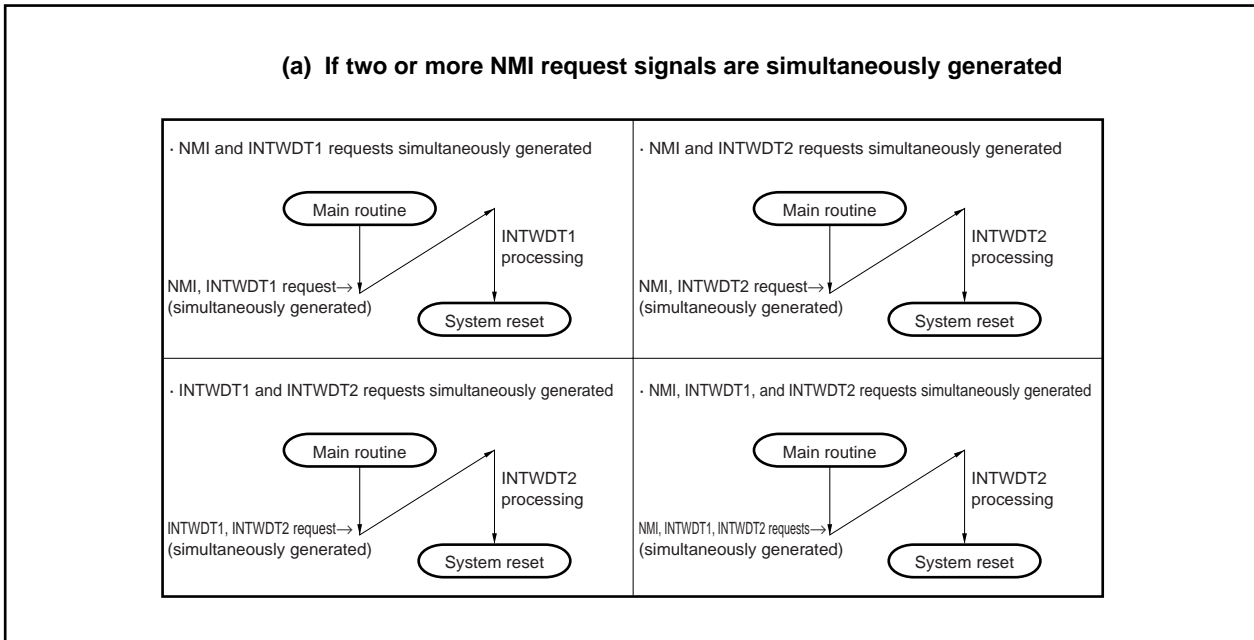 (a) If two or more NMI request signals are simultaneously generated
· NMI and INTWDT1 requests simultaneously generated
Main routine
INTWDT1
processing
NMI, INTWDT1 request→
(simultaneously generated)
System reset
· NMI and INTWDT2 requests simultaneously generated
Main routine
INTWDT2
processing
NMI, INTWDT2 request→
(simultaneously generated)
System reset
· INTWDT1 and INTWDT2 requests simultaneously generated
Main routine
INTWDT2
processing
INTWDT1, INTWDT2 request→
(simultaneously generated)
System reset
· NMI, INTWDT1, and INTWDT2 requests simultaneously generated
Main routine
INTWDT2
processing
NMI, INTWDT1, INTWDT2 requests→
(simultaneously generated)
System reset